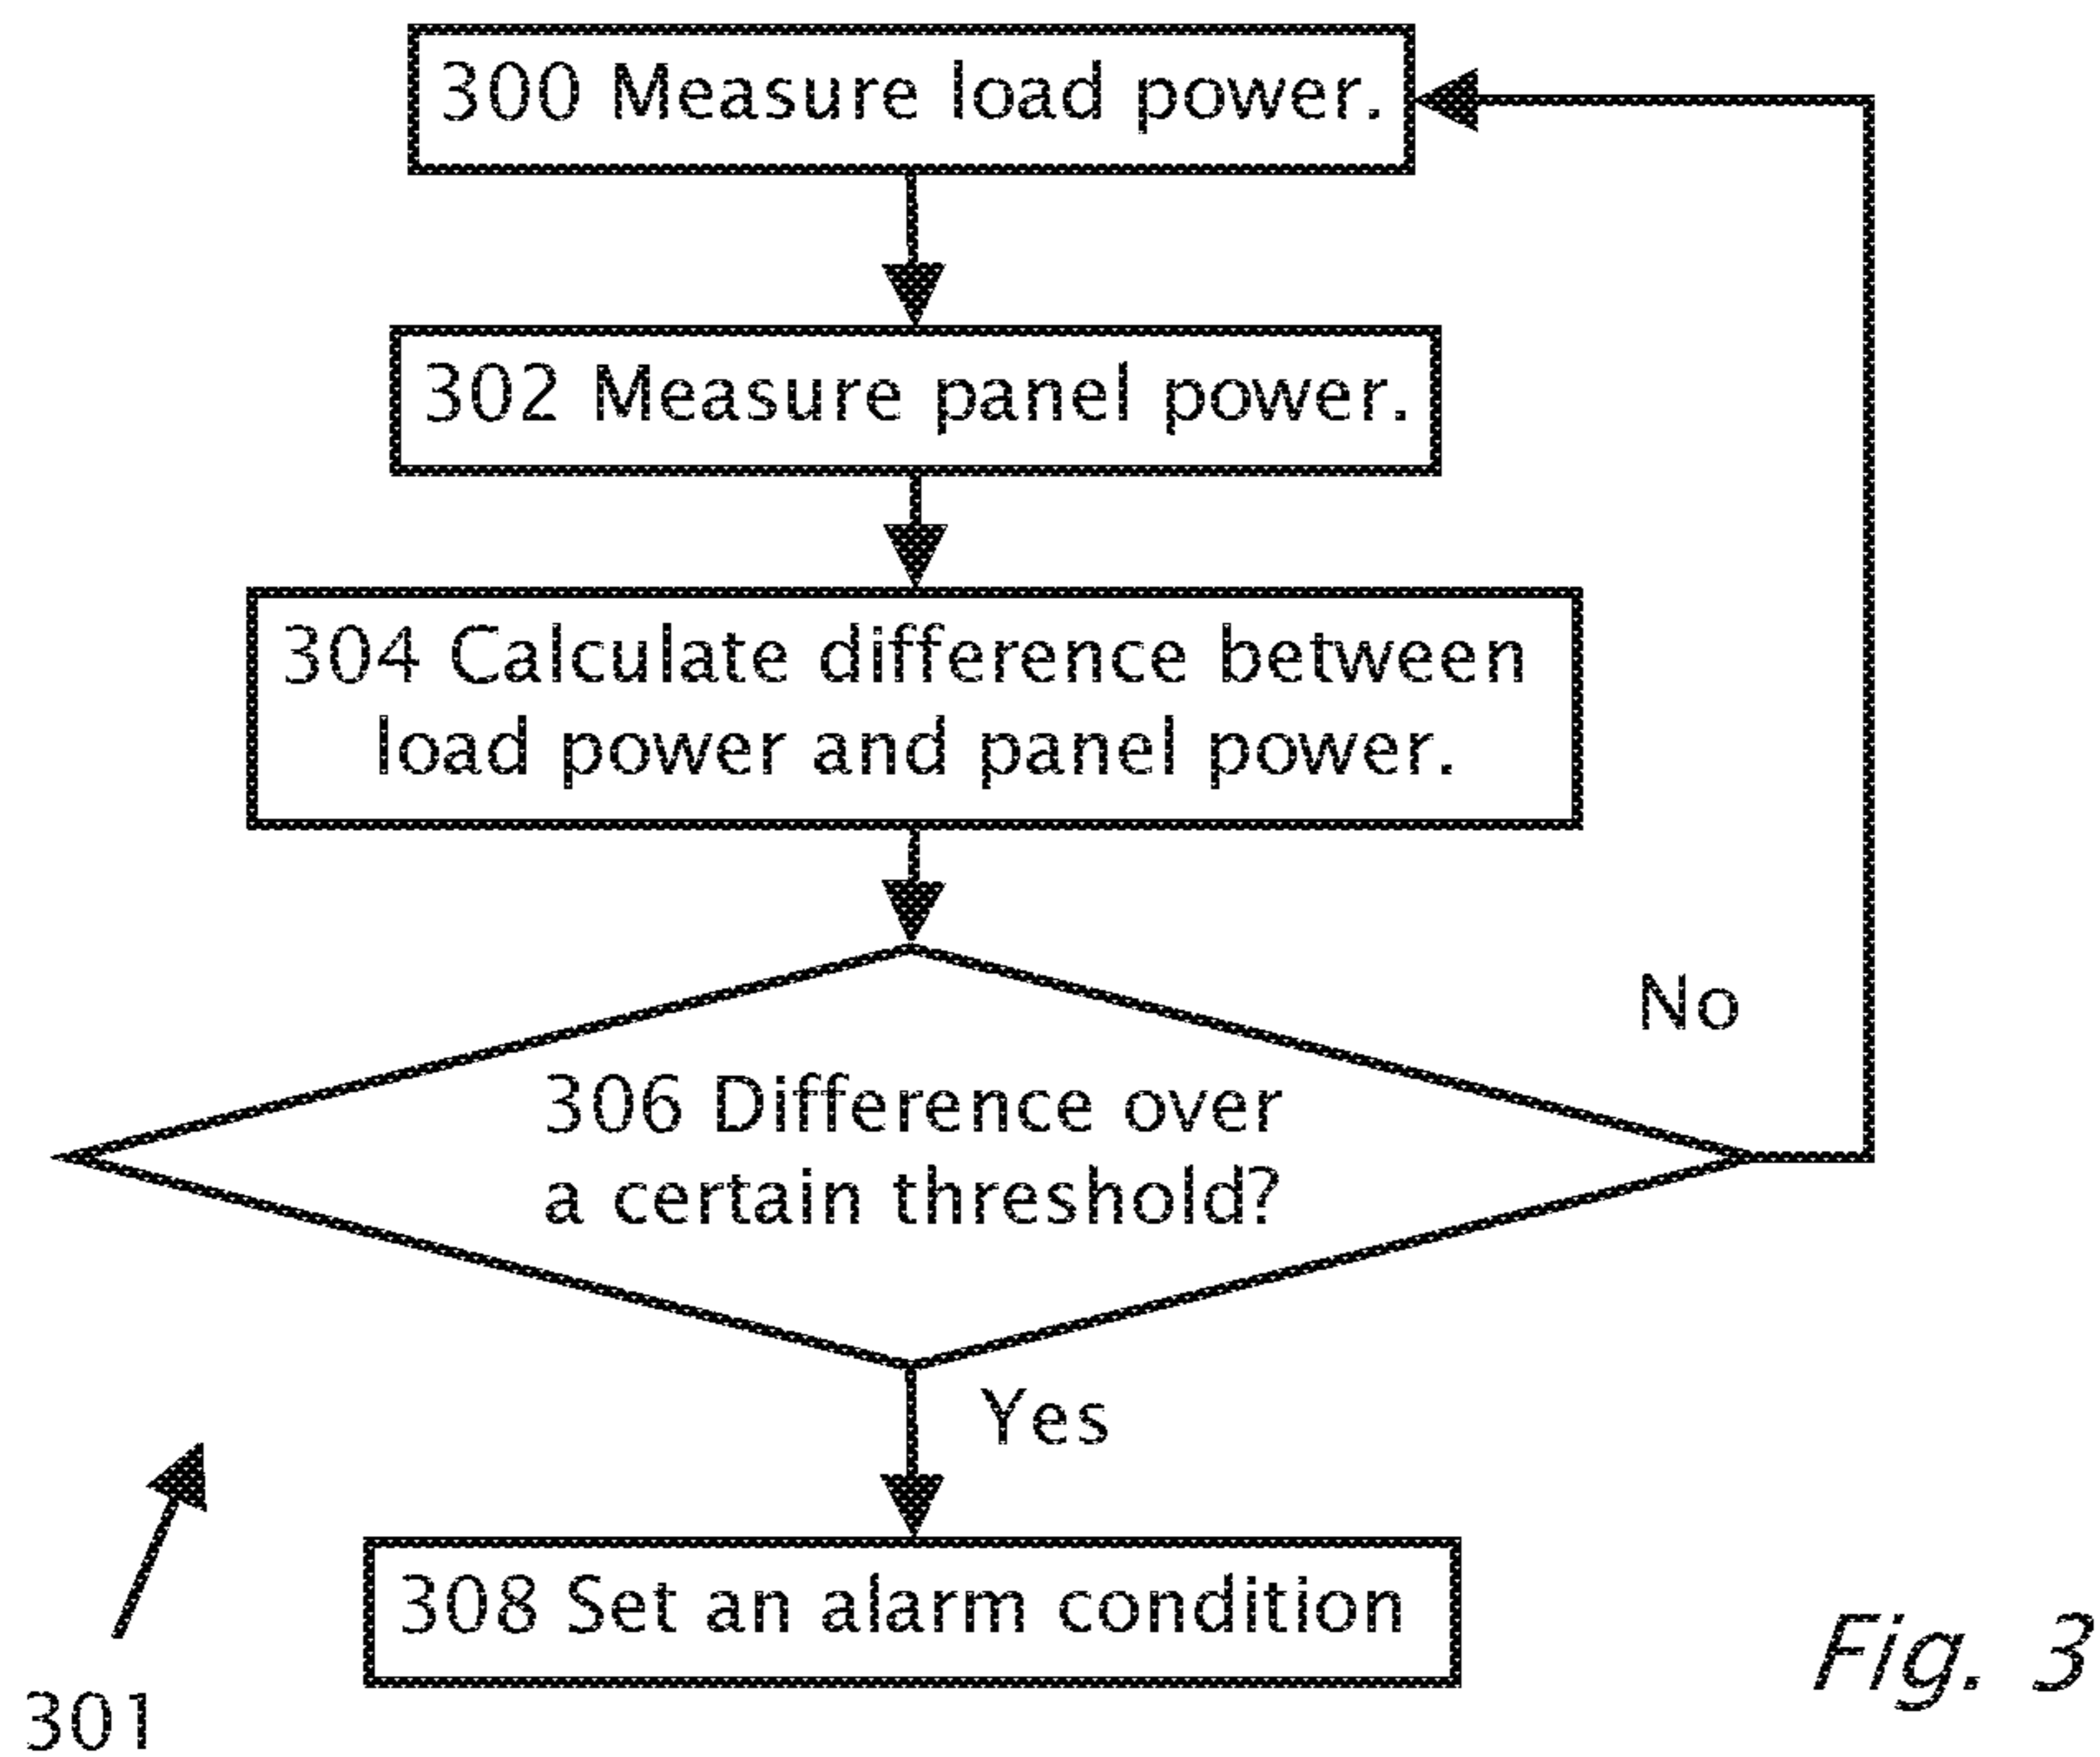 300 Measure load power.
302 Measure panel power.
304 Calculate difference between
load power and panel power.
No
306 Difference over
a certain threshold?
Yes
308 Set an alarm condition
Fig. 3
301